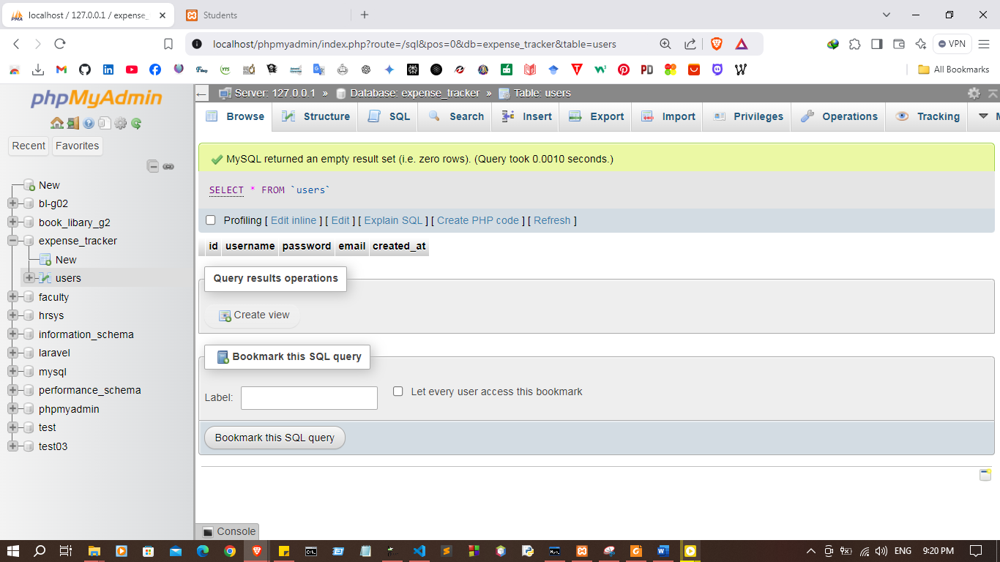 localhost / 127.0.0.1 / expense_
Students
localhost/phpmyadmin/index.php?route=/sql&pos=0&db=expense_tracker&table=users
VPN
All Bookmarks
phpMyAdmin
Recent
Favorites
New
bl-g02
book_libary_g2
expense_tracker
New
users
faculty
hrsys
information_schema
laravel
mysql
performance_schema
phpmyadmin
test
test03
Server: 127.0.0.1 » Database: expense_tracker » Table: users
Browse Structure SQL Search Insert Export Import Privileges Operations Tracking
MySQL returned an empty result set (i.e. zero rows). (Query took 0.0010 seconds.)
SELECT * FROM `users`
Profiling [ Edit inline ] [ Edit ] [ Explain SQL ] [ Create PHP code ] [ Refresh ]
id username password email created_at
Query results operations
Create view
Bookmark this SQL query
Label:
Let every user access this bookmark
Bookmark this SQL query
Console
ENG
9:20 PM